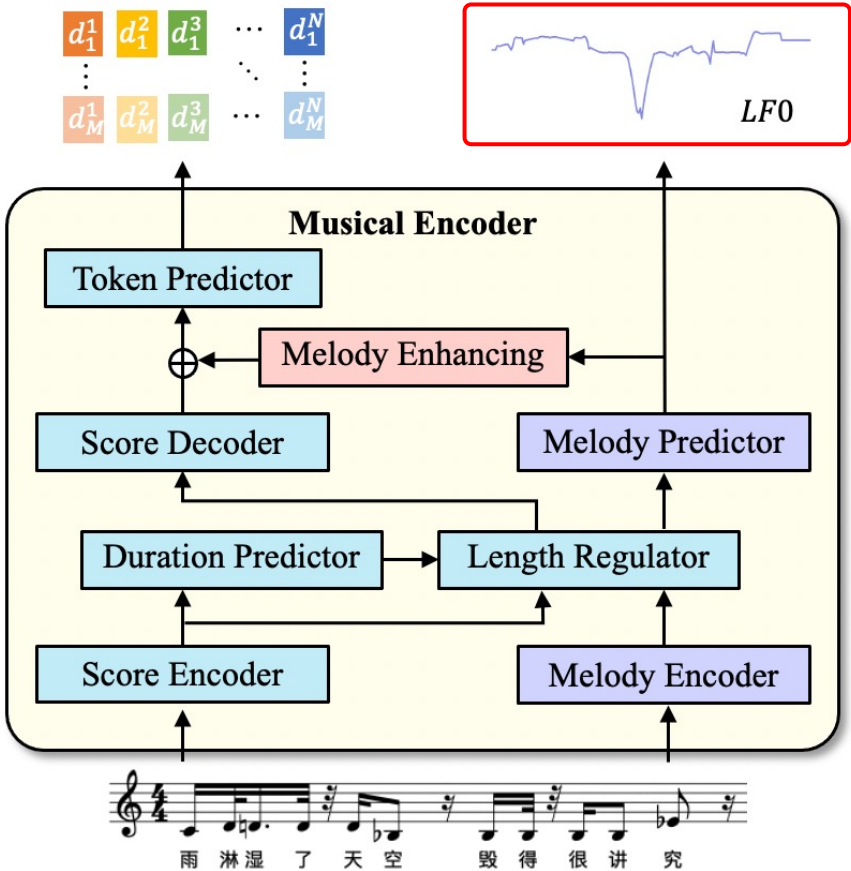 d_1^1 d_1^2 d_1^3 ⋯ d_1^N
⋮ ⋱ ⋮
d_M^1 d_M^2 d_M^3 ⋯ d_M^N
LF0
Musical Encoder
Token Predictor
Melody Enhancing
Score Decoder
Melody Predictor
Duration Predictor
Length Regulator
Score Encoder
Melody Encoder
4
4
雨 淋 湿 了 天 空 毁 得 很 讲 究